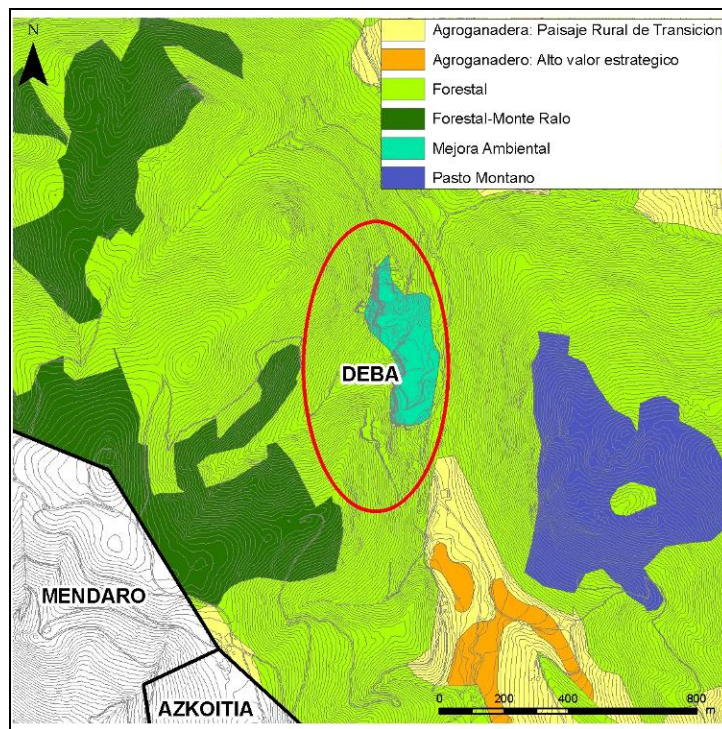 N
Agroganadera: Paisaje Rural de Transicion
Agroganadero: Alto valor estrategico
Forestal
Forestal-Monte Ralo
Mejora Ambiental
Pasto Montano
DEBA
MENDARO
AZKOITIA
0 200 400 800
m